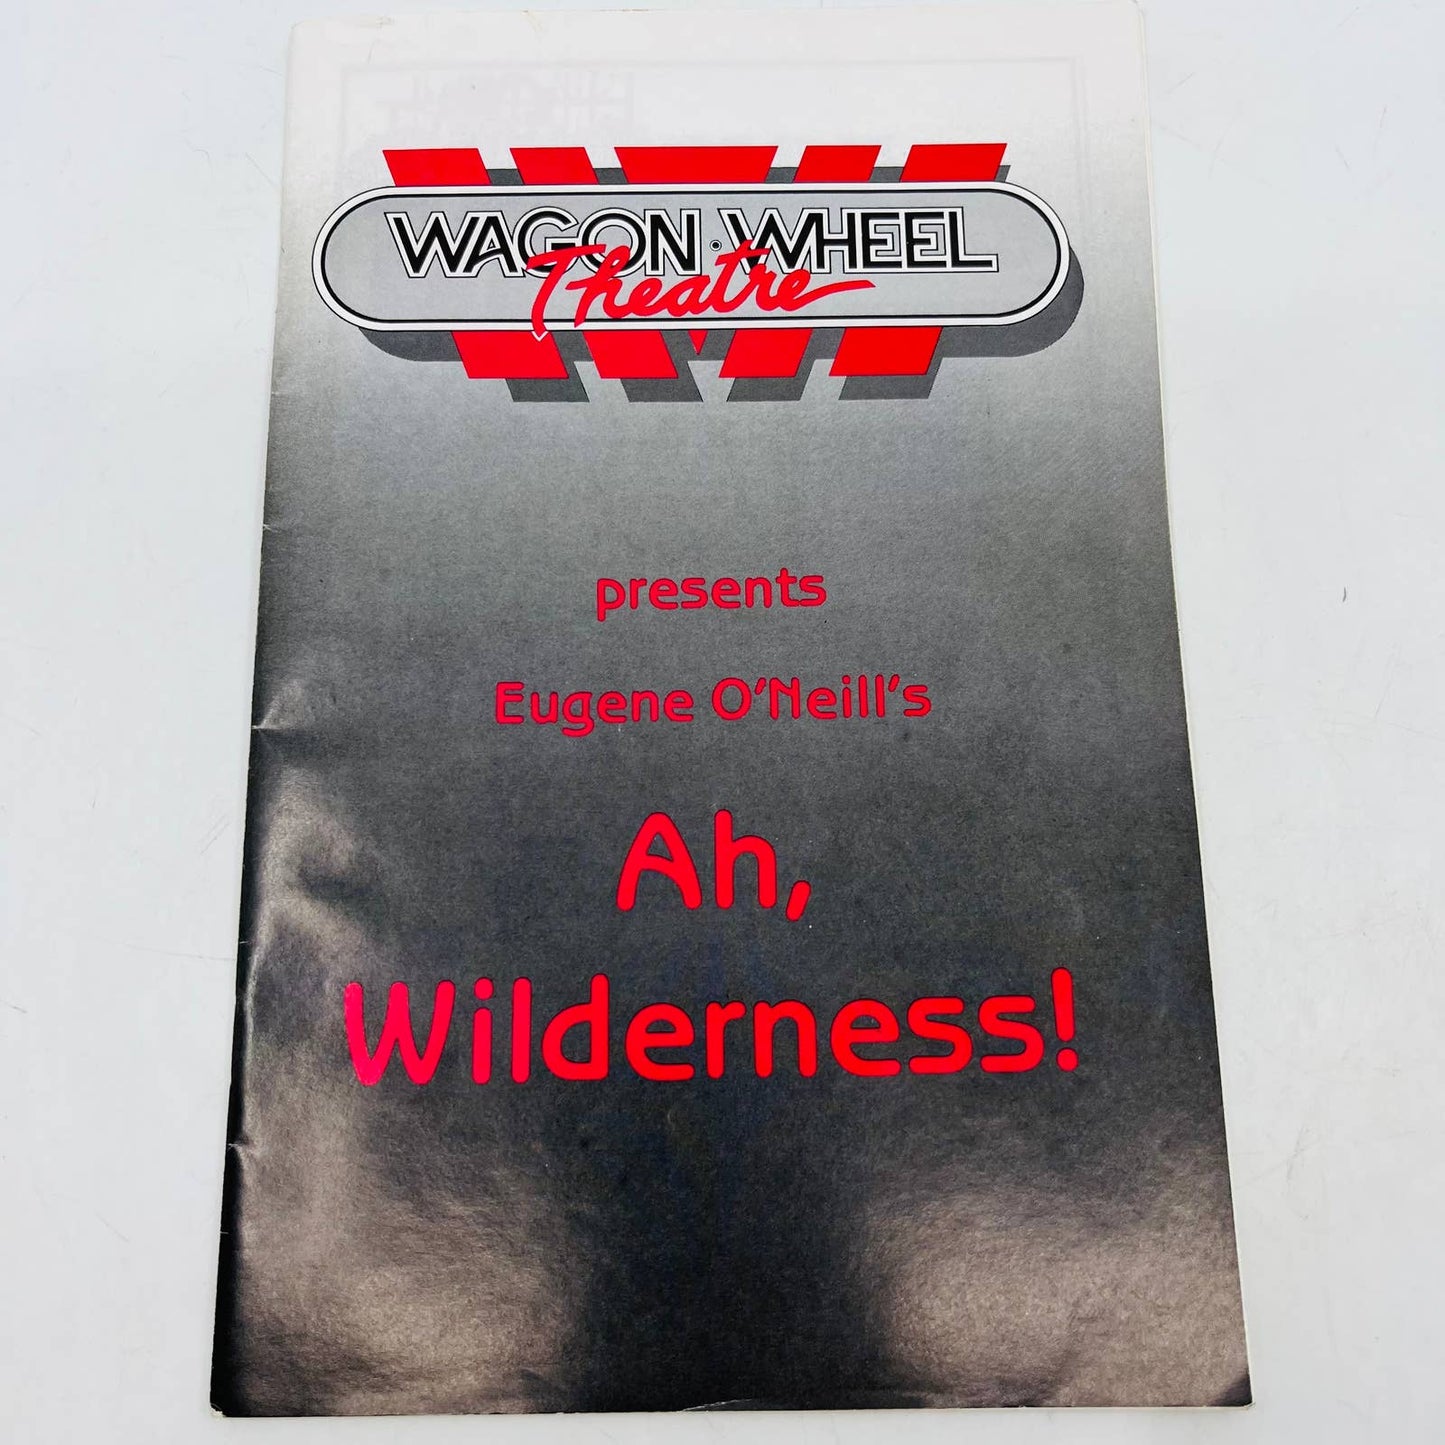 WAGON · WHEEL
Theatre
presents
Eugene O'Neill's
Ah,
Wilderness!